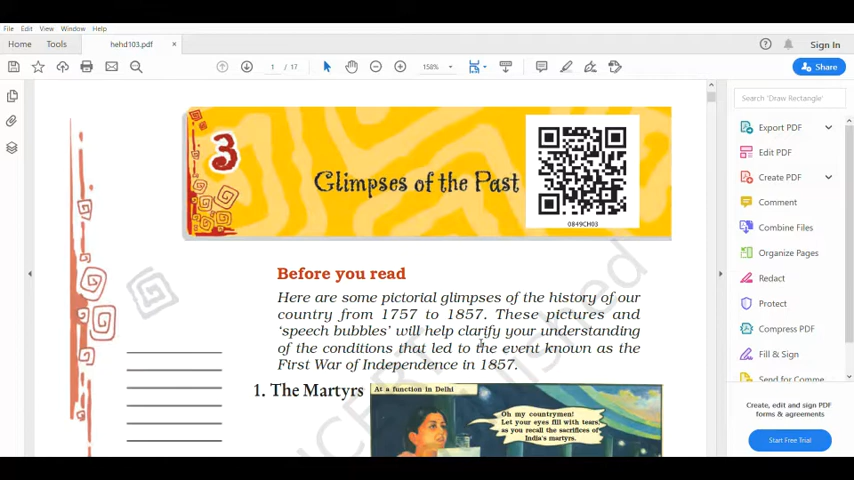 File Edit View Window Help
Home Tools hehd103.pdf × Sign In
1 / 17 158% Share
3
Glimpses of the Past
0849CH03
Before you read
Here are some pictorial glimpses of the history of our
country from 1757 to 1857. These pictures and
'speech bubbles' will help clarify your understanding
of the conditions that led to the event known as the
First War of Independence in 1857.
1. The Martyrs
At a function in Delhi
Oh my countrymen!
Let your eyes fill with tears,
as you recall the sacrifices of
India's martyrs.
Search 'Draw Rectangle'
Export PDF
Edit PDF
Create PDF
Comment
Combine Files
Organize Pages
Redact
Protect
Compress PDF
Fill & Sign
Send for Comme
Create, edit and sign PDF
forms & agreements
Start Free Trial